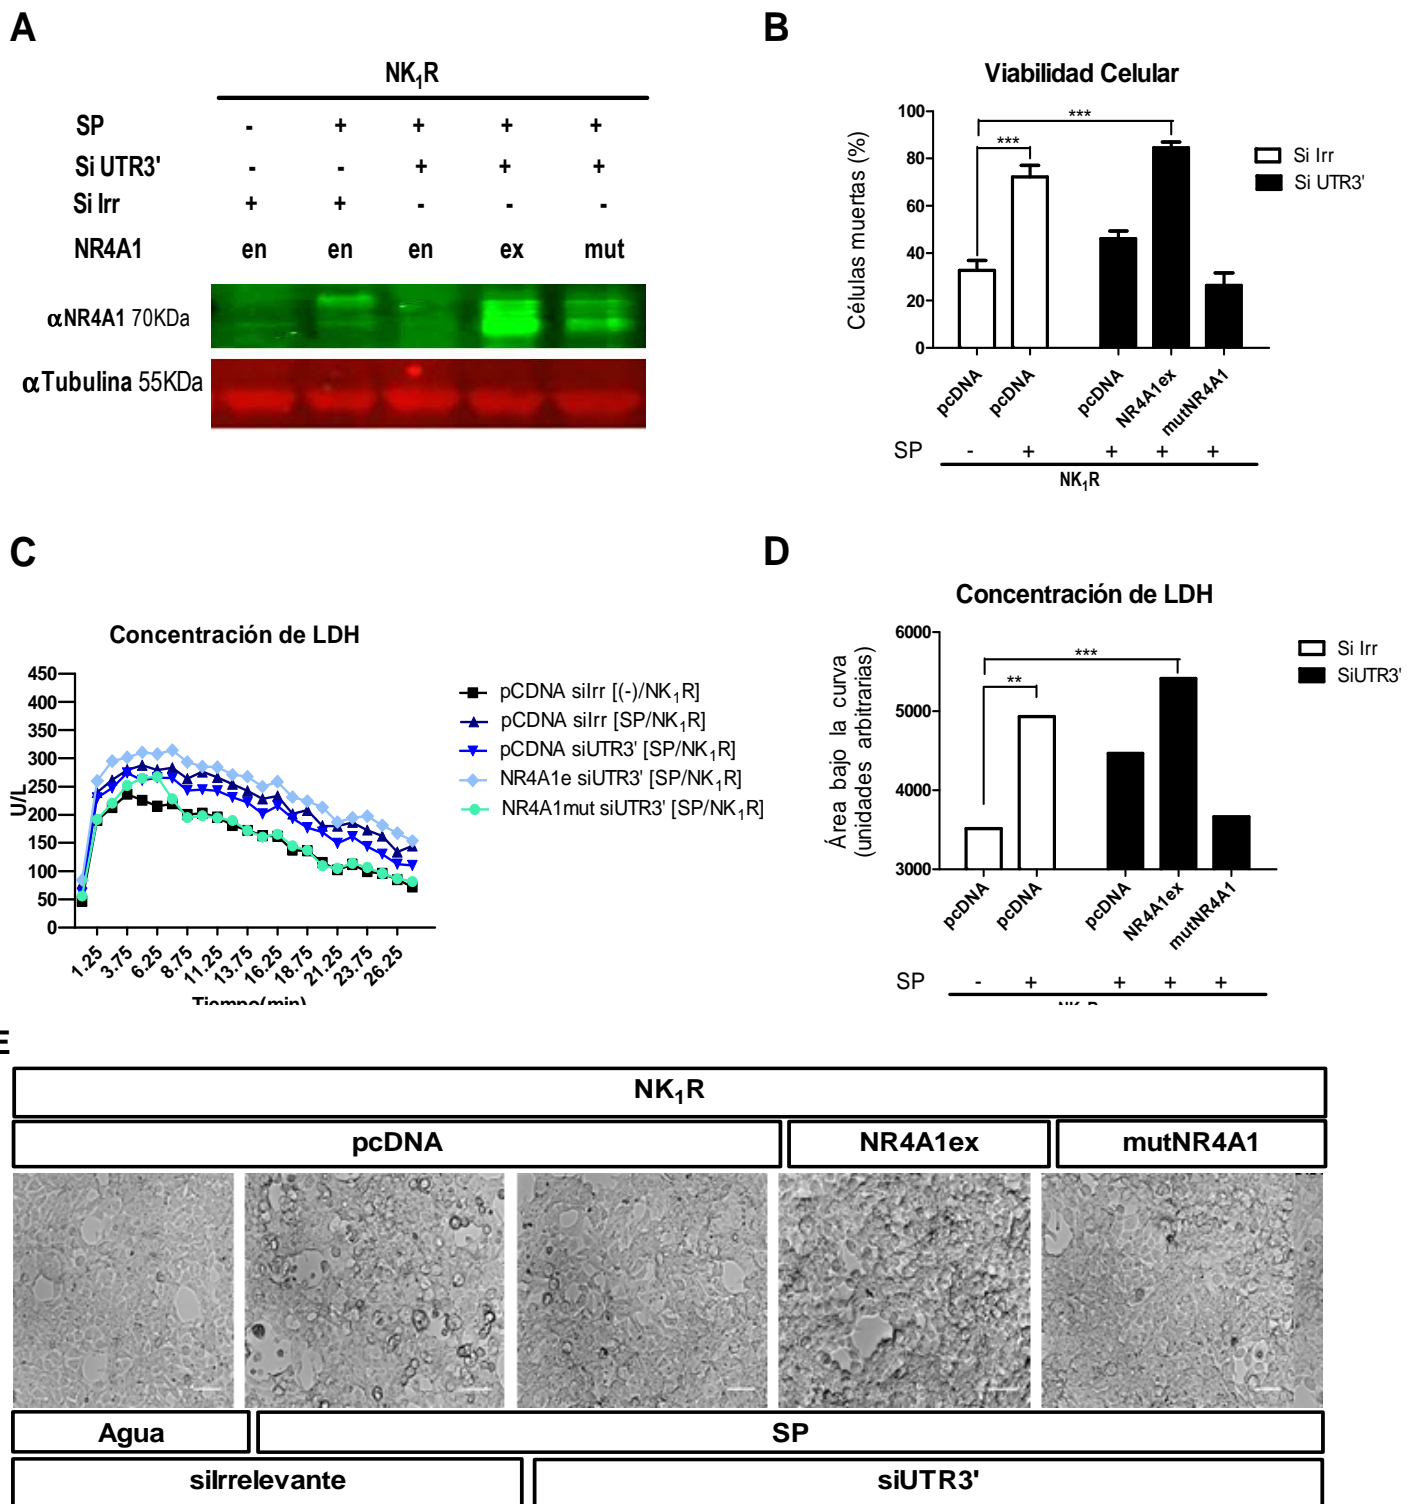 A
NK1R
SP - + + + +
Si UTR3' - - + + +
Si Irr + + - - -
NR4A1 en en en ex mut
αNR4A1 70KDa
αTubulina 55KDa
B
Viabilidad Celular
Células muertas (%)
100
80
60
40
20
0
***
***
Si Irr
Si UTR3'
pcDNA pcDNA pcDNA NR4A1ex mutNR4A1
SP - + + + +
NK1R
C
Concentración de LDH
U/L
450
400
350
300
250
200
150
100
50
0
1.25 3.75 6.25 8.75 11.25 13.75 16.25 18.75 21.25 23.75 26.25
Tiempo(min)
pCDNA siIrr [(-)/NK1R]
pCDNA siIrr [SP/NK1R]
pCDNA siUTR3' [SP/NK1R]
NR4A1e siUTR3' [SP/NK1R]
NR4A1mut siUTR3' [SP/NK1R]
D
Concentración de LDH
Área bajo la curva
(unidades arbitrarias)
6000
5000
4000
3000
***
**
Si Irr
SiUTR3'
pcDNA pcDNA pcDNA NR4A1ex mutNR4A1
SP - + + + +
NK1R
E
NK1R
pcDNA NR4A1ex mutNR4A1
Agua SP
siIrrelevante siUTR3'